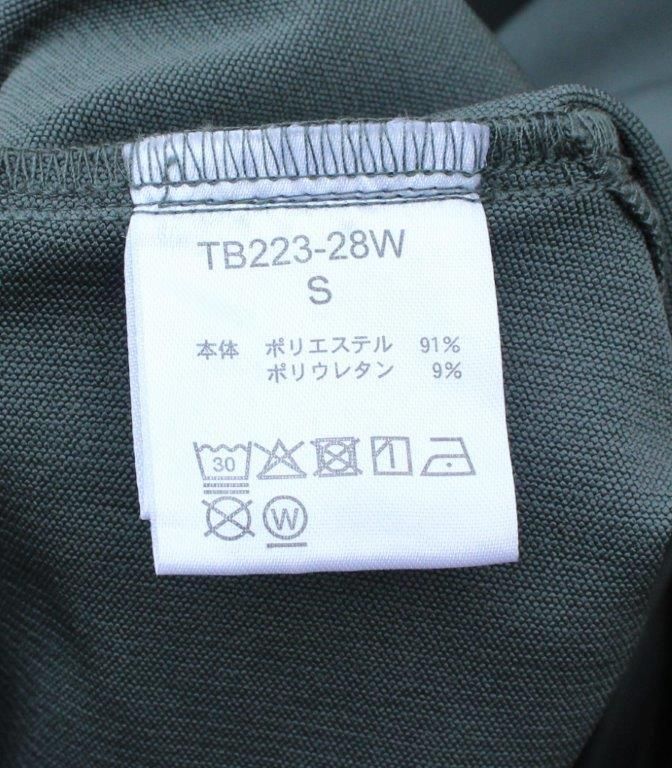 TB223-28W
S
本体 ポリエステル 91%
ポリウレタン 9%
30
W